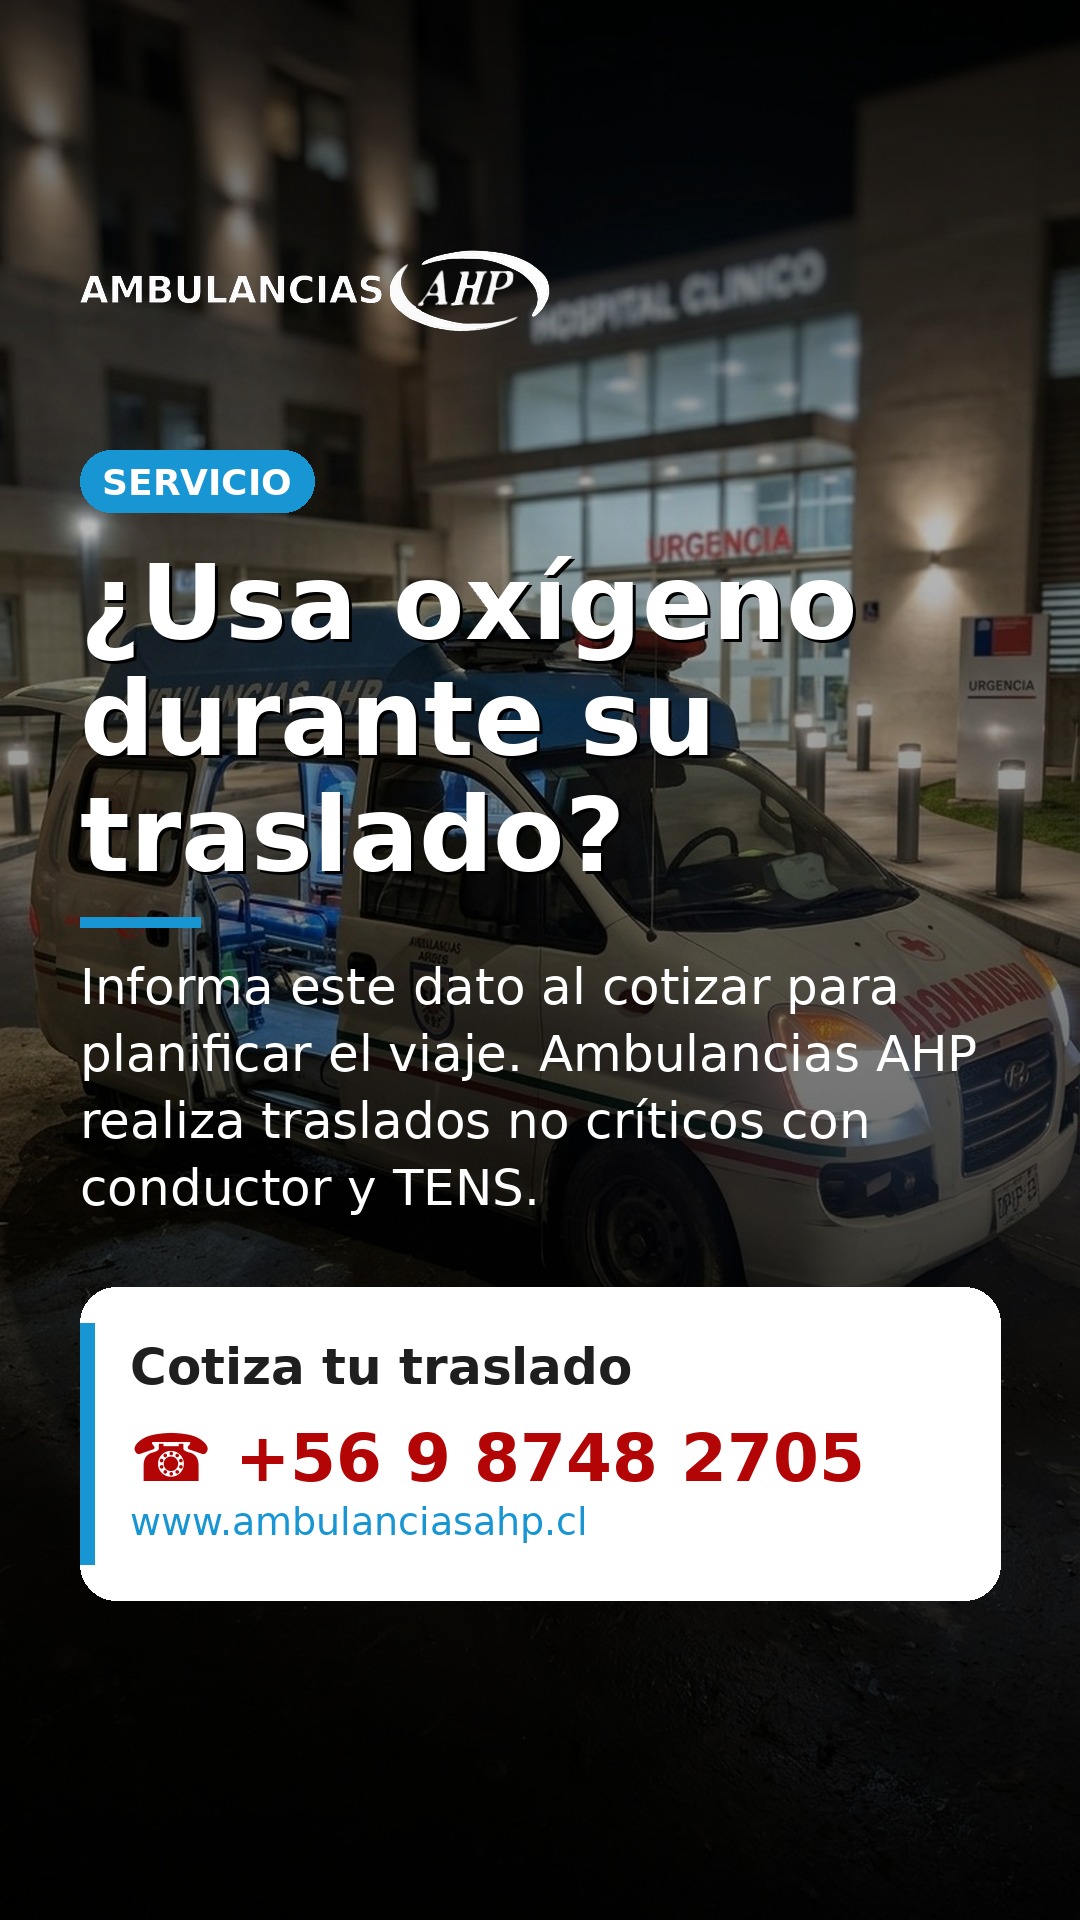 AMBULANCIAS AHP
HOSPITAL CLINICO
SERVICIO
URGENCIA
¿Usa oxígeno
durante su
traslado?
URGENCIA
AMBULANCIAS AHP
Informa este dato al cotizar para
planificar el viaje. Ambulancias AHP
realiza traslados no críticos con
conductor y TENS.
Cotiza tu traslado
☎ +56 9 8748 2705
www.ambulanciasahp.cl